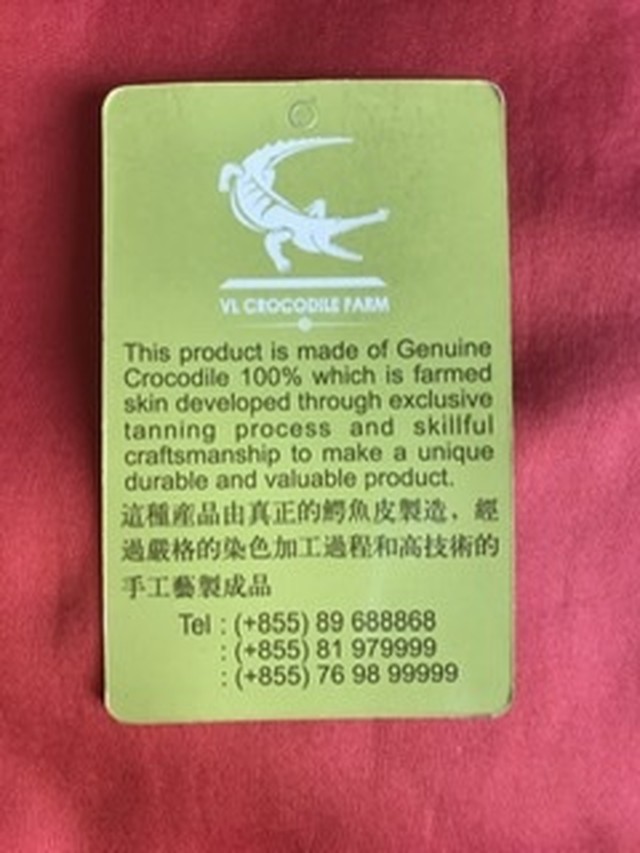 VL CROCODILE FARM
This product is made of Genuine
Crocodile 100% which is farmed
skin developed through exclusive
tanning process and skillful
craftsmanship to make a unique
durable and valuable product.
這種産品由真正的鰐魚皮製造，經
過嚴格的染色加工過程和高技術的
手工藝製成品
Tel : (+855) 89 688868
: (+855) 81 979999
: (+855) 76 98 99999